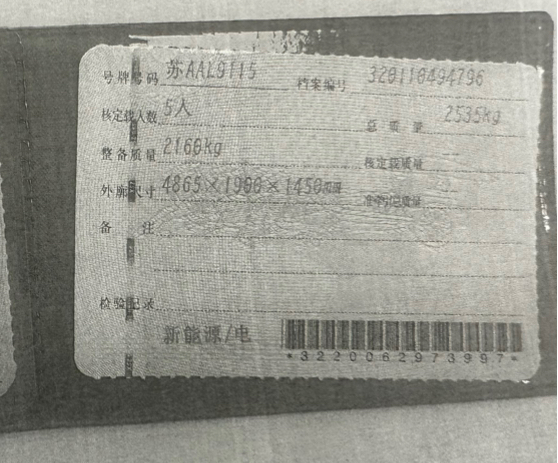 号牌号码 苏AAL9115 档案编号 320110494796
核定载人数 5人 总质量 2535kg
整备质量 2160kg 核定载质量 --
外廓尺寸 4865×1900×1450mm 准牵引总质量 --
备注
检验记录
新能源/电
*3220062973997*